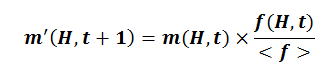 m′(H, t + 1) = m(H, t) × f(H, t) / < f >